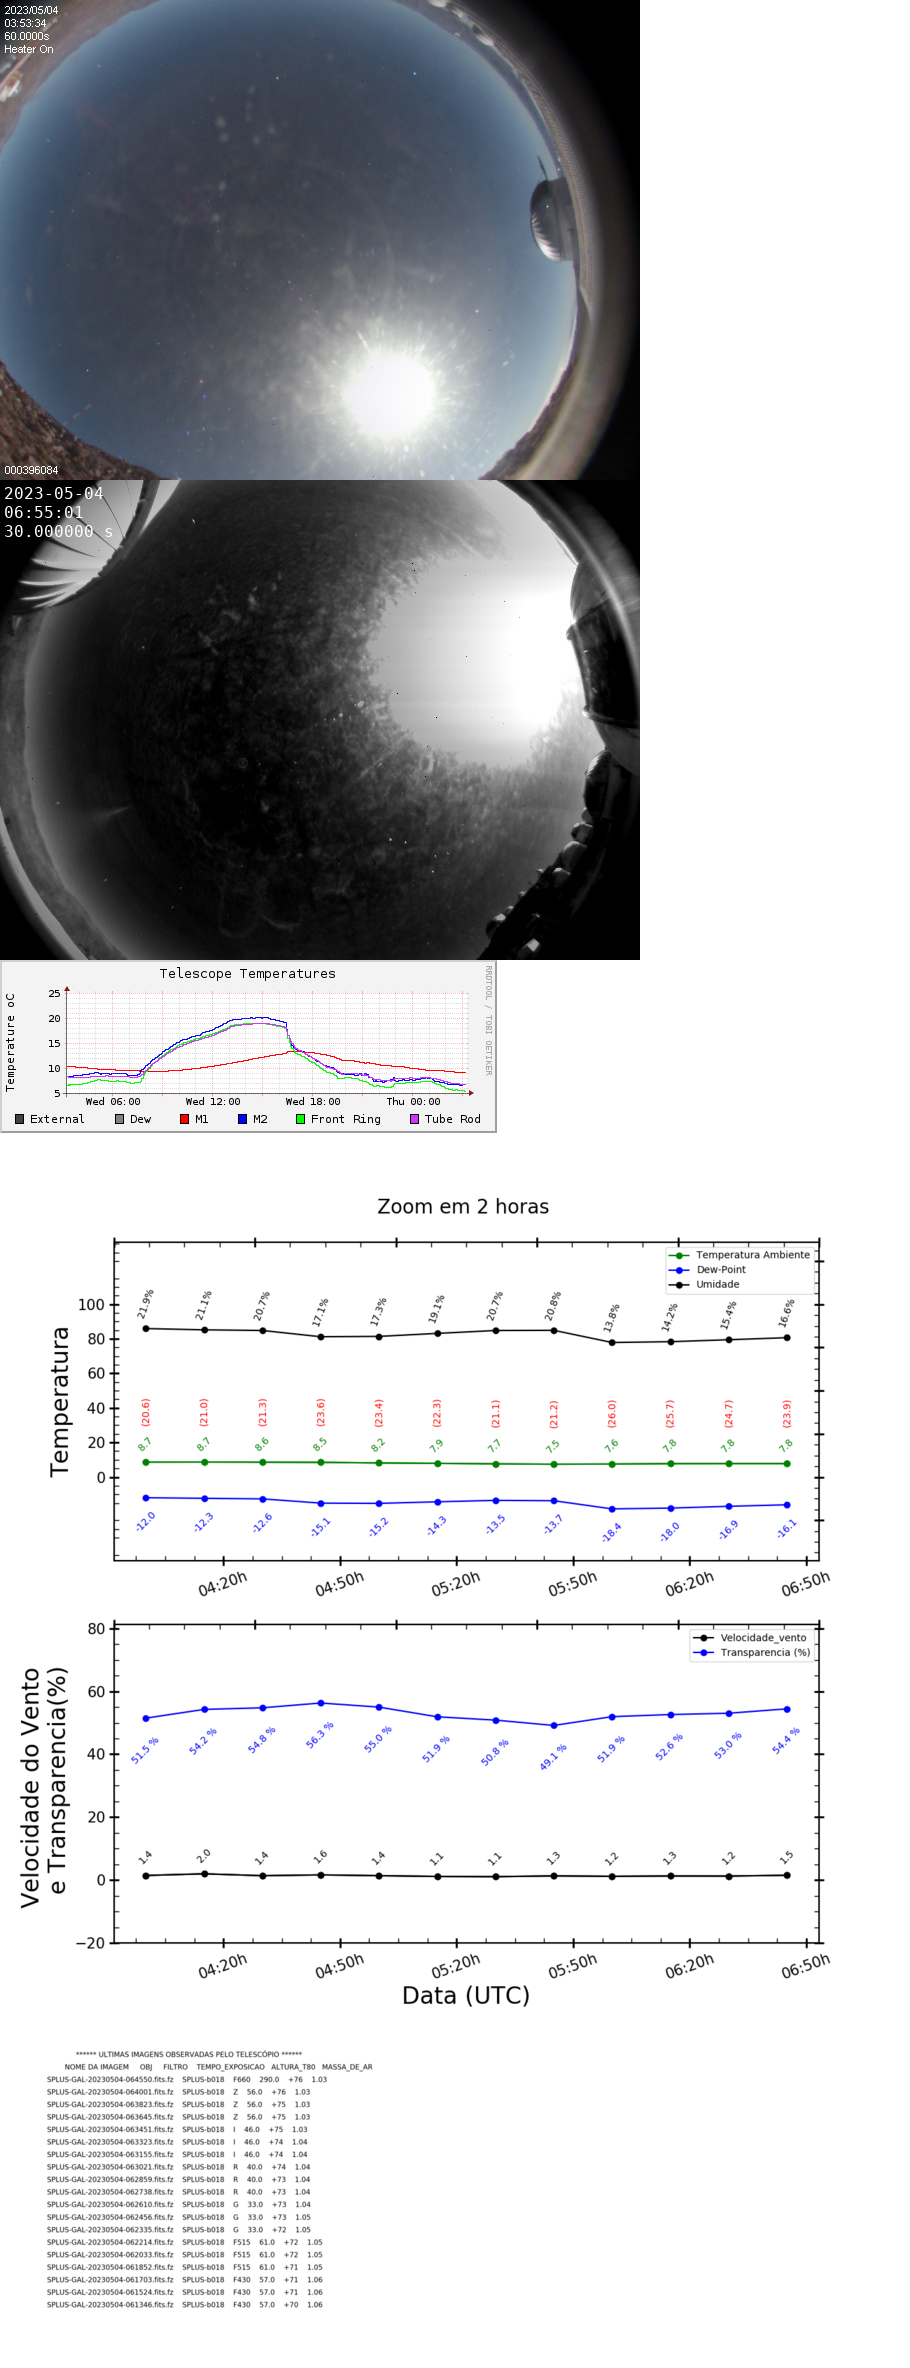 2023/05/04
03:53:34
60.0000s
Heater On
000396084
2023-05-04
06:55:01
30.000000 s
Telescope Temperatures
RRDTOOL / TOBI OETIKER
Temperature oC
25
20
15
10
5
Wed 06:00 Wed 12:00 Wed 18:00 Thu 00:00
External Dew M1 M2 Front Ring Tube Rod
Zoom em 2 horas
Temperatura Ambiente
Dew-Point
Umidade
Temperatura
100
80
60
40
20
0
21.9% 21.1% 20.7% 17.1% 17.3% 19.1% 20.7% 20.8% 13.8% 14.2% 15.4% 16.6%
(20.6) (21.0) (21.3) (23.6) (23.4) (22.3) (21.1) (21.2) (26.0) (25.7) (24.7) (23.9)
8.7 8.7 8.6 8.5 8.2 7.9 7.7 7.5 7.6 7.8 7.8 7.8
-12.0 -12.3 -12.6 -15.1 -15.2 -14.3 -13.5 -13.7 -18.4 -18.0 -16.9 -16.1
04:20h 04:50h 05:20h 05:50h 06:20h 06:50h
Velocidade_vento
Transparencia (%)
Velocidade do Vento
e Transparencia(%)
80
60
40
20
0
−20
51.5 % 54.2 % 54.8 % 56.3 % 55.0 % 51.9 % 50.8 % 49.1 % 51.9 % 52.6 % 53.0 % 54.4 %
1.4 2.0 1.4 1.6 1.4 1.1 1.1 1.3 1.2 1.3 1.2 1.5
04:20h 04:50h 05:20h 05:50h 06:20h 06:50h
Data (UTC)
****** ULTIMAS IMAGENS OBSERVADAS PELO TELESCÓPIO ******
NOME DA IMAGEM OBJ FILTRO TEMPO_EXPOSICAO ALTURA_T80 MASSA_DE_AR
SPLUS-GAL-20230504-064550.fits.fz SPLUS-b018 F660 290.0 +76 1.03
SPLUS-GAL-20230504-064001.fits.fz SPLUS-b018 Z 56.0 +76 1.03
SPLUS-GAL-20230504-063823.fits.fz SPLUS-b018 Z 56.0 +75 1.03
SPLUS-GAL-20230504-063645.fits.fz SPLUS-b018 Z 56.0 +75 1.03
SPLUS-GAL-20230504-063451.fits.fz SPLUS-b018 I 46.0 +75 1.03
SPLUS-GAL-20230504-063323.fits.fz SPLUS-b018 I 46.0 +74 1.04
SPLUS-GAL-20230504-063155.fits.fz SPLUS-b018 I 46.0 +74 1.04
SPLUS-GAL-20230504-063021.fits.fz SPLUS-b018 R 40.0 +74 1.04
SPLUS-GAL-20230504-062859.fits.fz SPLUS-b018 R 40.0 +73 1.04
SPLUS-GAL-20230504-062738.fits.fz SPLUS-b018 R 40.0 +73 1.04
SPLUS-GAL-20230504-062610.fits.fz SPLUS-b018 G 33.0 +73 1.04
SPLUS-GAL-20230504-062456.fits.fz SPLUS-b018 G 33.0 +73 1.05
SPLUS-GAL-20230504-062335.fits.fz SPLUS-b018 G 33.0 +72 1.05
SPLUS-GAL-20230504-062214.fits.fz SPLUS-b018 F515 61.0 +72 1.05
SPLUS-GAL-20230504-062033.fits.fz SPLUS-b018 F515 61.0 +72 1.05
SPLUS-GAL-20230504-061852.fits.fz SPLUS-b018 F515 61.0 +71 1.05
SPLUS-GAL-20230504-061703.fits.fz SPLUS-b018 F430 57.0 +71 1.06
SPLUS-GAL-20230504-061524.fits.fz SPLUS-b018 F430 57.0 +71 1.06
SPLUS-GAL-20230504-061346.fits.fz SPLUS-b018 F430 57.0 +70 1.06